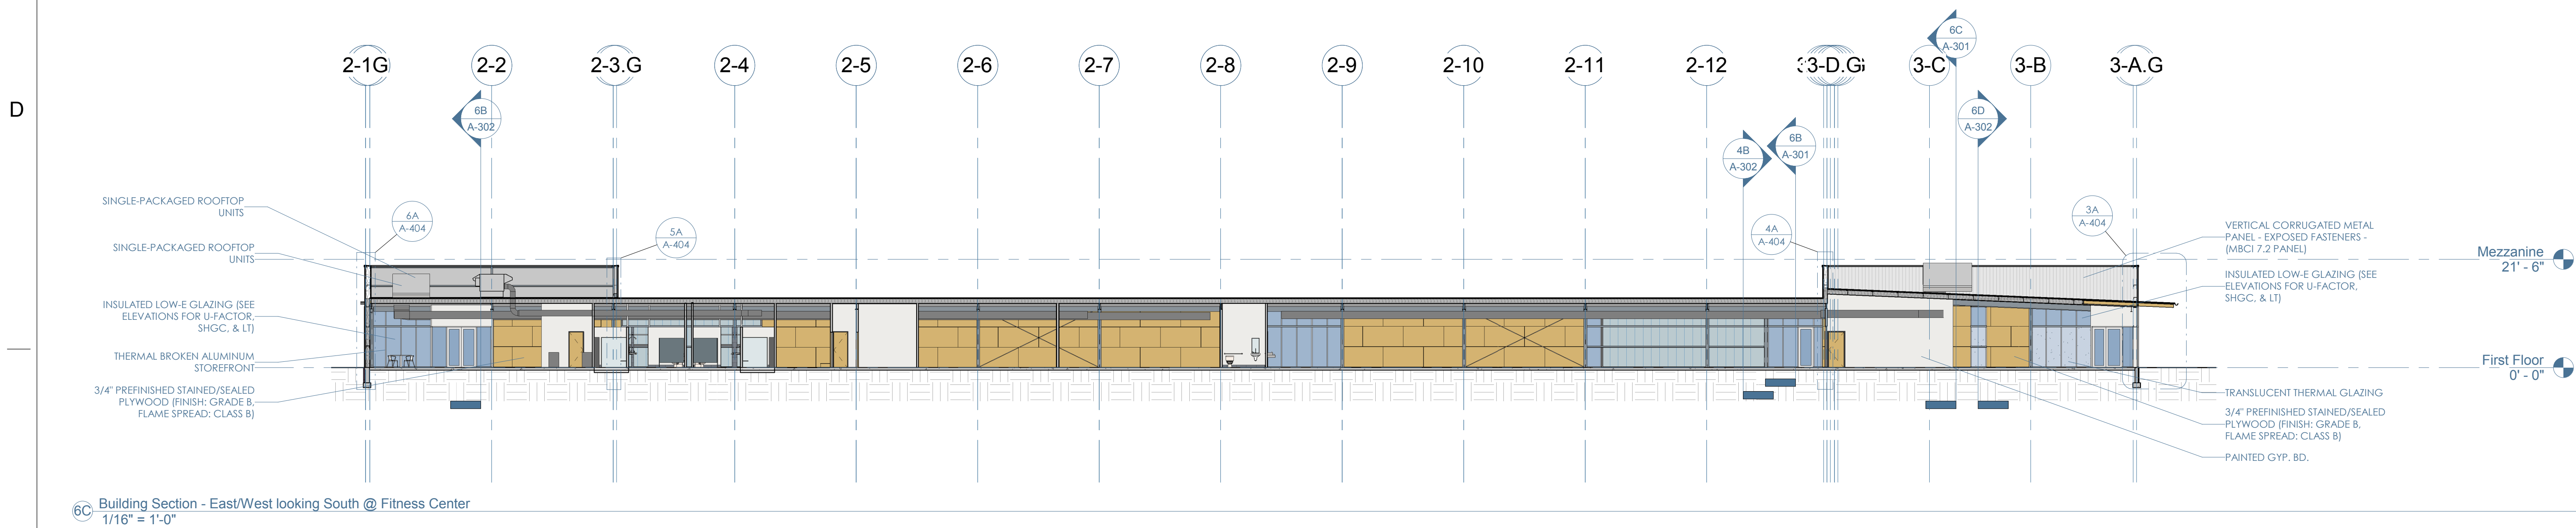 D
2-1G
2-2
2-3.G
2-4
2-5
2-6
2-7
2-8
2-9
2-10
2-11
2-12
3-D.G
3-C
3-B
3-A.G
6C
A-301
6B
A-302
6D
A-302
6B
A-301
4B
A-302
6A
A-404
5A
A-404
4A
A-404
3A
A-404
SINGLE-PACKAGED ROOFTOP
UNITS
SINGLE-PACKAGED ROOFTOP
UNITS
INSULATED LOW-E GLAZING (SEE
ELEVATIONS FOR U-FACTOR,
SHGC, & LT)
THERMAL BROKEN ALUMINUM
STOREFRONT
3/4" PREFINISHED STAINED/SEALED
PLYWOOD (FINISH: GRADE B,
FLAME SPREAD: CLASS B)
VERTICAL CORRUGATED METAL
PANEL - EXPOSED FASTENERS -
(MBCI 7.2 PANEL)
INSULATED LOW-E GLAZING (SEE
ELEVATIONS FOR U-FACTOR,
SHGC, & LT)
TRANSLUCENT THERMAL GLAZING
3/4" PREFINISHED STAINED/SEALED
PLYWOOD (FINISH: GRADE B,
FLAME SPREAD: CLASS B)
PAINTED GYP. BD.
Mezzanine
21' - 6"
First Floor
0' - 0"
6C
Building Section - East/West looking South @ Fitness Center
1/16" = 1'-0"